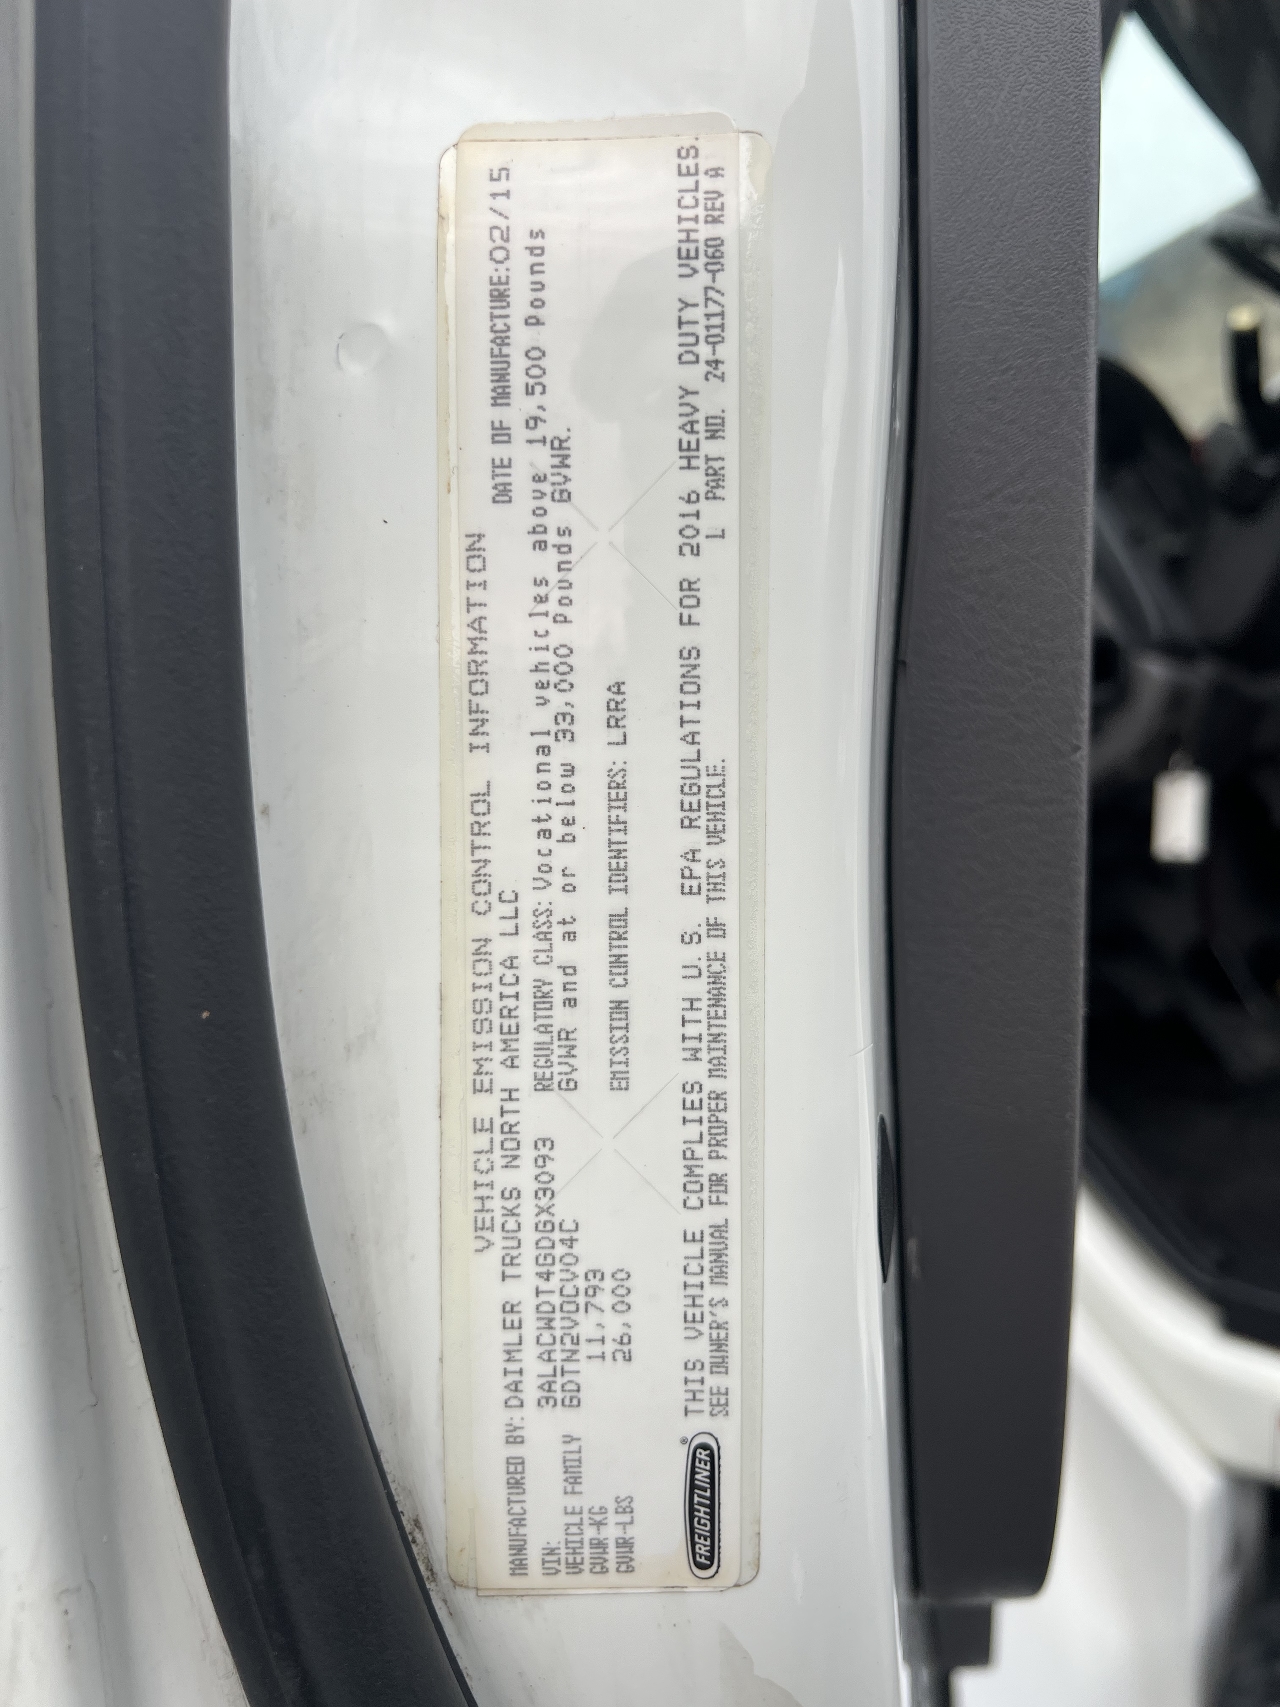 VEHICLE EMISSION CONTROL INFORMATION
MANUFACTURED BY: DAIMLER TRUCKS NORTH AMERICA LLC DATE OF MANUFACTURE: 02/15
VIN: 3ALACWDT4GDGX3093 REGULATORY CLASS: Vocational vehicles above 19,500 Pounds
VEHICLE FAMILY GDTN2VOCV04C GVWR and at or below 33,000 Pounds GVWR.
GVWR-KG 11,793
GVWR-LBS 26,000 EMISSION CONTROL IDENTIFIERS: LRRA
FREIGHTLINER® THIS VEHICLE COMPLIES WITH U.S. EPA REGULATIONS FOR 2016 HEAVY DUTY VEHICLES.
SEE OWNER'S MANUAL FOR PROPER MAINTENANCE OF THIS VEHICLE. L PART NO. 24-01177-060 REV A